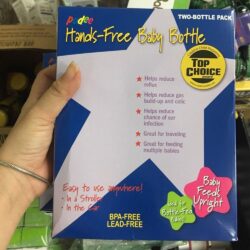 podee
TWO-BOTTLE PACK
Hands-Free Baby Bottle
TOP CHOICE
★ Helps reduce reflux
★ Helps reduce gas build-up and colic
★ Helps reduce chance of ear infection
★ Great for traveling
★ Great for feeding multiple babies
Easy to use anywhere!
• In a Stroller
• In the Car
Baby Feeds Upright
BPA-FREE
LEAD-FREE